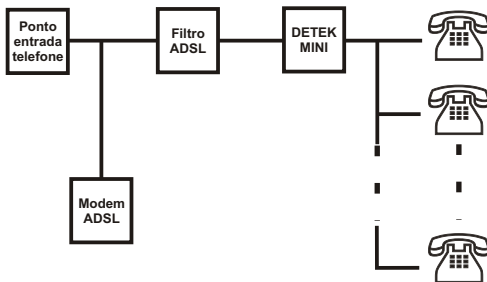 Ponto
entrada
telefone
Filtro
ADSL
DETEK
MINI
Modem
ADSL